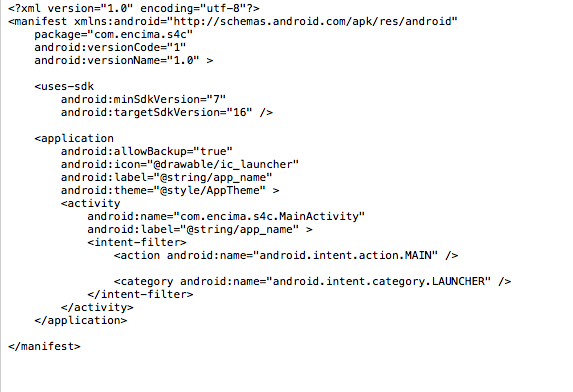 <?xml version="1.0" encoding="utf-8"?>
<manifest xmlns:android="http://schemas.android.com/apk/res/android"
    package="com.encima.s4c"
    android:versionCode="1"
    android:versionName="1.0" >

    <uses-sdk
        android:minSdkVersion="7"
        android:targetSdkVersion="16" />

    <application
        android:allowBackup="true"
        android:icon="@drawable/ic_launcher"
        android:label="@string/app_name"
        android:theme="@style/AppTheme" >
        <activity
            android:name="com.encima.s4c.MainActivity"
            android:label="@string/app_name" >
            <intent-filter>
                <action android:name="android.intent.action.MAIN" />

                <category android:name="android.intent.category.LAUNCHER" />
            </intent-filter>
        </activity>
    </application>

</manifest>